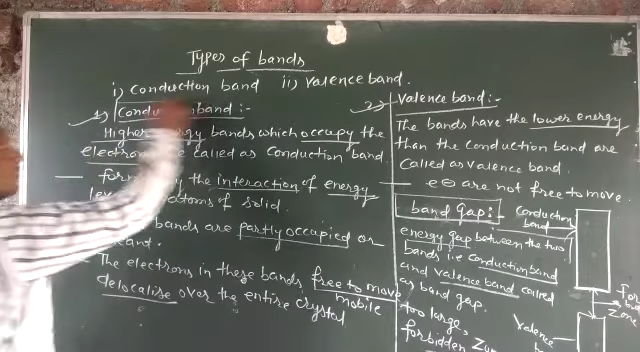 Types of bands
i) conduction band ii) valence band.
1) Conduction band:-
Higher energy bands which occupy the
electrons are called as conduction band.
— formed by the interaction of energy
levels atoms of solid.
bands are partly occupied or
The electrons in these bands free to move
mobile
delocalise over the entire crystal
2) Valence band:-
The bands have the lower energy
than the conduction band are
called as valence band.
— e⊖ are not free to move.
band gap:-
energy gap between the two
bands i.e conduction band
and valence band called
as band gap.
too large,
forbidden
Conduction
band
Zone
Valence